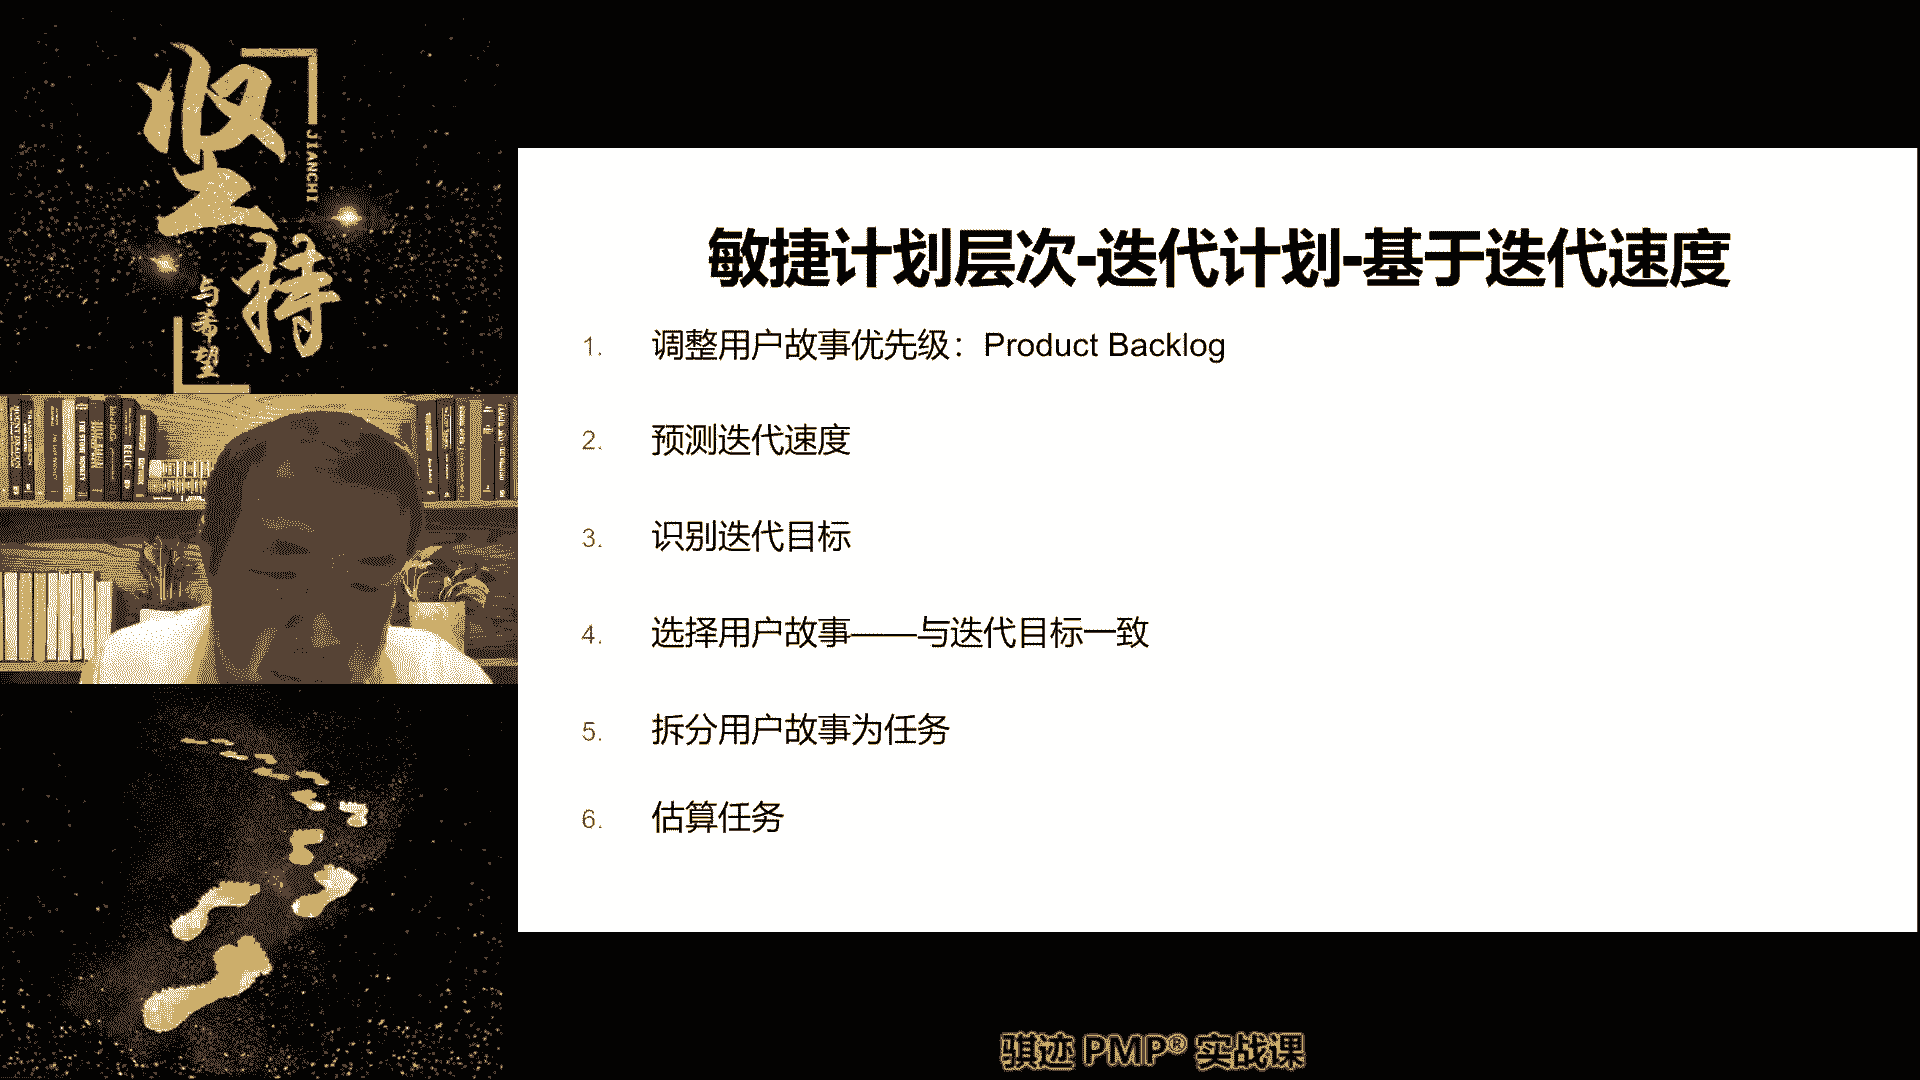 坚持
JIANCHI
与希望
敏捷计划层次-迭代计划-基于迭代速度
1. 调整用户故事优先级：Product Backlog
2. 预测迭代速度
3. 识别迭代目标
4. 选择用户故事——与迭代目标一致
5. 拆分用户故事为任务
6. 估算任务
骐迹 PMP® 实战课